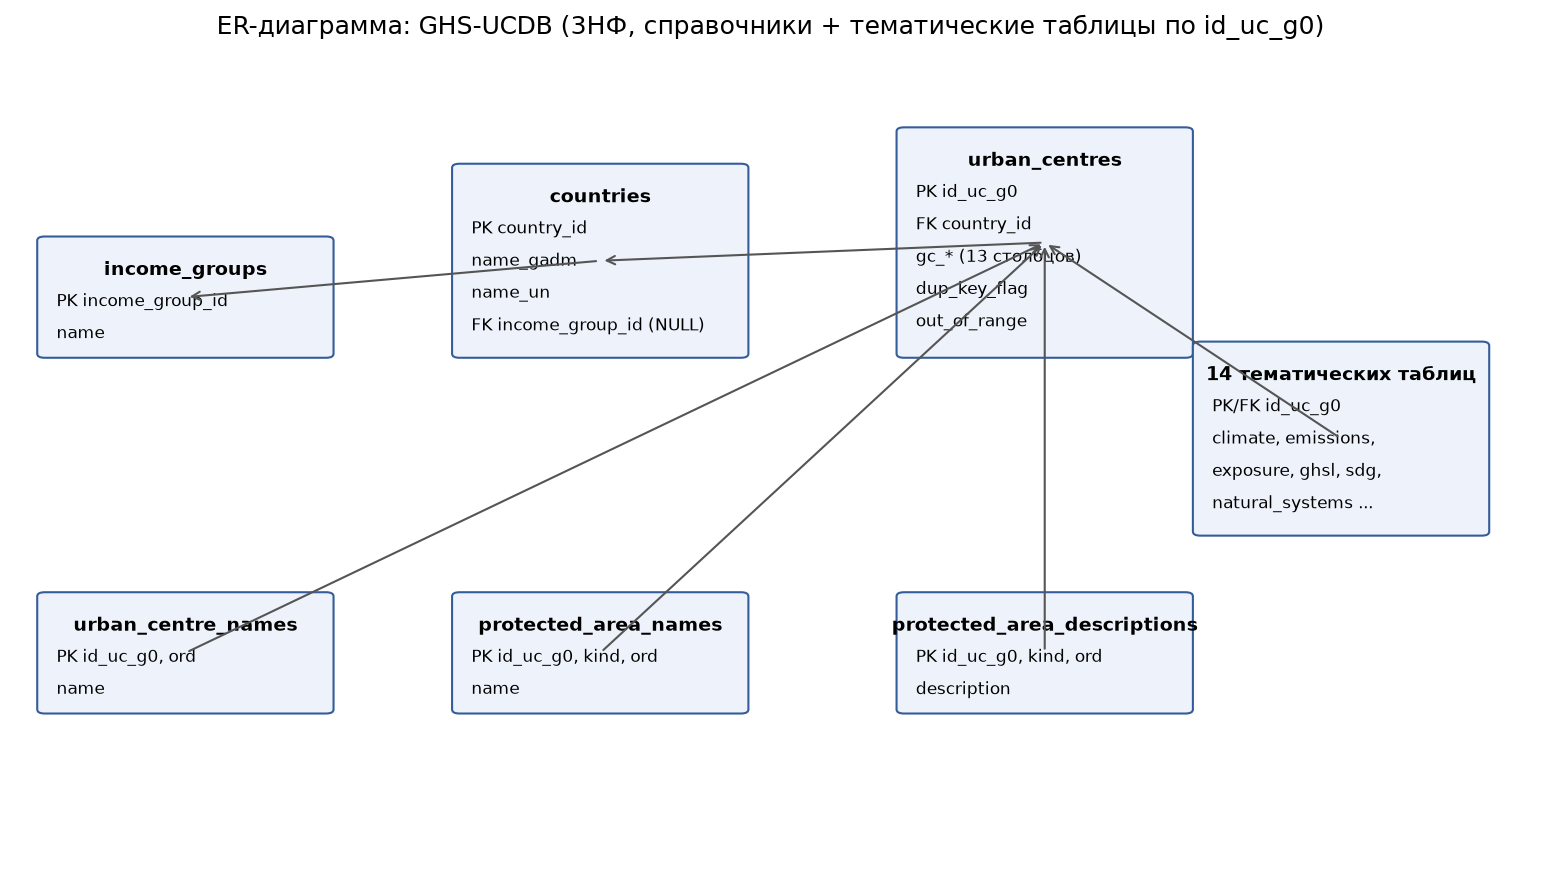 ER-диаграмма: GHS-UCDB (3НФ, справочники + тематические таблицы по id_uc_g0)
income_groups
PK income_group_id
name
countries
PK country_id
name_gadm
name_un
FK income_group_id (NULL)
urban_centres
PK id_uc_g0
FK country_id
gc_* (13 столбцов)
dup_key_flag
out_of_range
14 тематических таблиц
PK/FK id_uc_g0
climate, emissions,
exposure, ghsl, sdg,
natural_systems ...
urban_centre_names
PK id_uc_g0, ord
name
protected_area_names
PK id_uc_g0, kind, ord
name
protected_area_descriptions
PK id_uc_g0, kind, ord
description